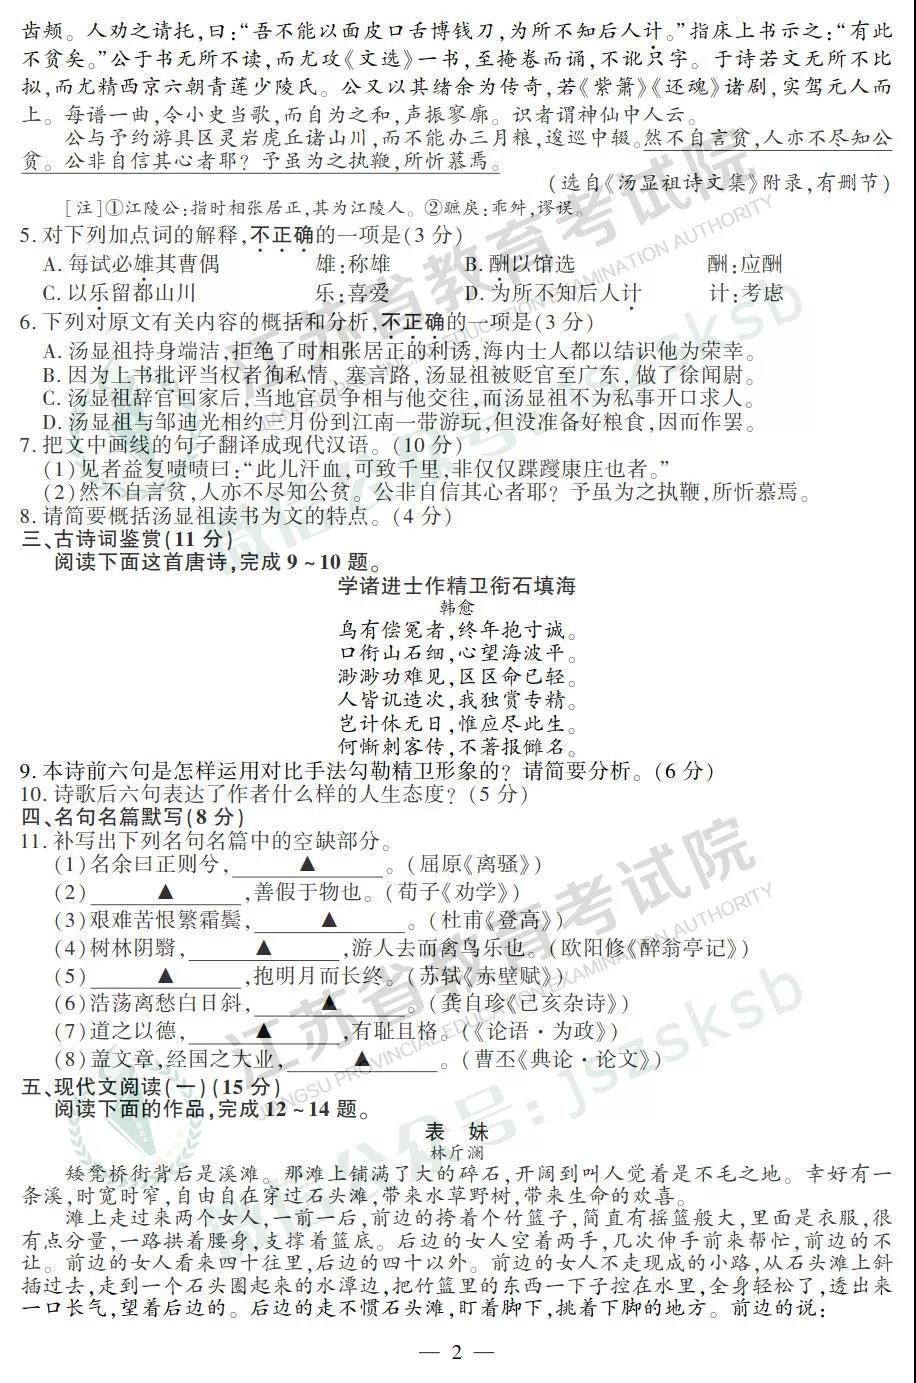 齿颊。人劝之请托,曰:“吾不能以面皮口舌博钱刀,为所不知后人计。”指床上书示之:“有此
不贫矣。”公于书无所不读,而尤攻《文选》一书,至掩卷而诵,不讹只字。于诗若文无所不比
拟,而尤精西京六朝青莲少陵氏。公又以其绪余为传奇,若《紫箫》《还魂》诸剧,实驾元人而
上。每谱一曲,令小史当歌,而自为之和,声振寥廓。识者谓神仙中人云。
公与予约游具区灵岩虎丘诸山川,而不能办三月粮,逡巡中辍。然不自言贫,人亦不尽知公
贫。公非自信其心者耶?予虽为之执鞭,所忻慕焉。
(选自《汤显祖诗文集》附录,有删节)
[注]①江陵公:指时相张居正,其为江陵人。②蹠戾:乖舛,谬误。
5.对下列加点词的解释,不正确的一项是(3分)
A.每试必雄其曹偶 雄:称雄 B.酬以馆选 酬:应酬
C.以乐留都山川 乐:喜爱 D.为所不知后人计 计:考虑
6.下列对原文有关内容的概括和分析,不正确的一项是(3分)
A.汤显祖持身端洁,拒绝了时相张居正的利诱,海内士人都以结识他为荣幸。
B.因为上书批评当权者徇私情、塞言路,汤显祖被贬官至广东,做了徐闻尉。
C.汤显祖辞官回家后,当地官员争相与他交往,而汤显祖不为私事开口求人。
D.汤显祖与邹迪光相约三月份到江南一带游玩,但没准备好粮食,因而作罢。
7.把文中画线的句子翻译成现代汉语。(10分)
(1)见者益复啧啧曰:“此儿汗血,可致千里,非仅仅蹀躞康庄也者。”
(2)然不自言贫,人亦不尽知公贫。公非自信其心者耶?予虽为之执鞭,所忻慕焉。
8.请简要概括汤显祖读书为文的特点。(4分)
三、古诗词鉴赏(11分)
阅读下面这首唐诗,完成9~10题。
学诸进士作精卫衔石填海
韩愈
鸟有偿冤者,终年抱寸诚。
口衔山石细,心望海波平。
渺渺功难见,区区命已轻。
人皆讥造次,我独赏专精。
岂计休无日,惟应尽此生。
何惭刺客传,不著报雠名。
9.本诗前六句是怎样运用对比手法勾勒精卫形象的?请简要分析。(6分)
10.诗歌后六句表达了作者什么样的人生态度?(5分)
四、名句名篇默写(8分)
11.补写出下列名句名篇中的空缺部分。
(1)名余曰正则兮,▲。(屈原《离骚》)
(2)▲,善假于物也。(荀子《劝学》)
(3)艰难苦恨繁霜鬓,▲。(杜甫《登高》)
(4)树林阴翳,▲,游人去而禽鸟乐也。(欧阳修《醉翁亭记》)
(5)▲,抱明月而长终。(苏轼《赤壁赋》)
(6)浩荡离愁白日斜,▲。(龚自珍《己亥杂诗》)
(7)道之以德,▲,有耻且格。(《论语·为政》)
(8)盖文章,经国之大业,▲。(曹丕《典论·论文》)
五、现代文阅读(一)(15分)
阅读下面的作品,完成12~14题。
表 妹
林斤澜
矮凳桥街背后是溪滩。那滩上铺满了大的碎石,开阔到叫人觉着是不毛之地。幸好有一
条溪,时宽时窄,自由自在穿过石头滩,带来水草野树,带来生命的欢喜。
滩上走过来两个女人,一前一后,前边的挎着个竹篮子,简直有摇篮般大,里面是衣服,很
有点分量,一路拱着腰身,支撑着篮底。后边的女人空着两手,几次伸手前来帮忙,前边的不
让。前边的女人看来四十往里,后边的四十以外。前边的女人不走现成的小路,从石头滩上斜
插过去,走到一个石头圈起来的水潭边,把竹篮里的东西一下子控在水里,全身轻松了,透出来
一口长气,望着后边的。后边的走不惯石头滩,盯着脚下,挑着下脚的地方。前边的说:
— 2 —
江苏省教育考试院
JIANGSU PROVINCIAL EDUCATION EXAMINATION AUTHORITY
微信公众号:jszsksb
江苏省教育考试院
JIANGSU PROVINCIAL EDUCATION EXAMINATION AUTHORITY
微信公众号:jszsksb